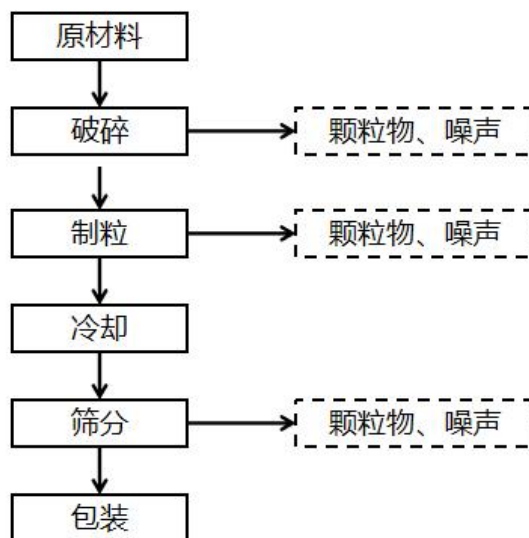 原材料
破碎
颗粒物、噪声
制粒
颗粒物、噪声
冷却
筛分
颗粒物、噪声
包装